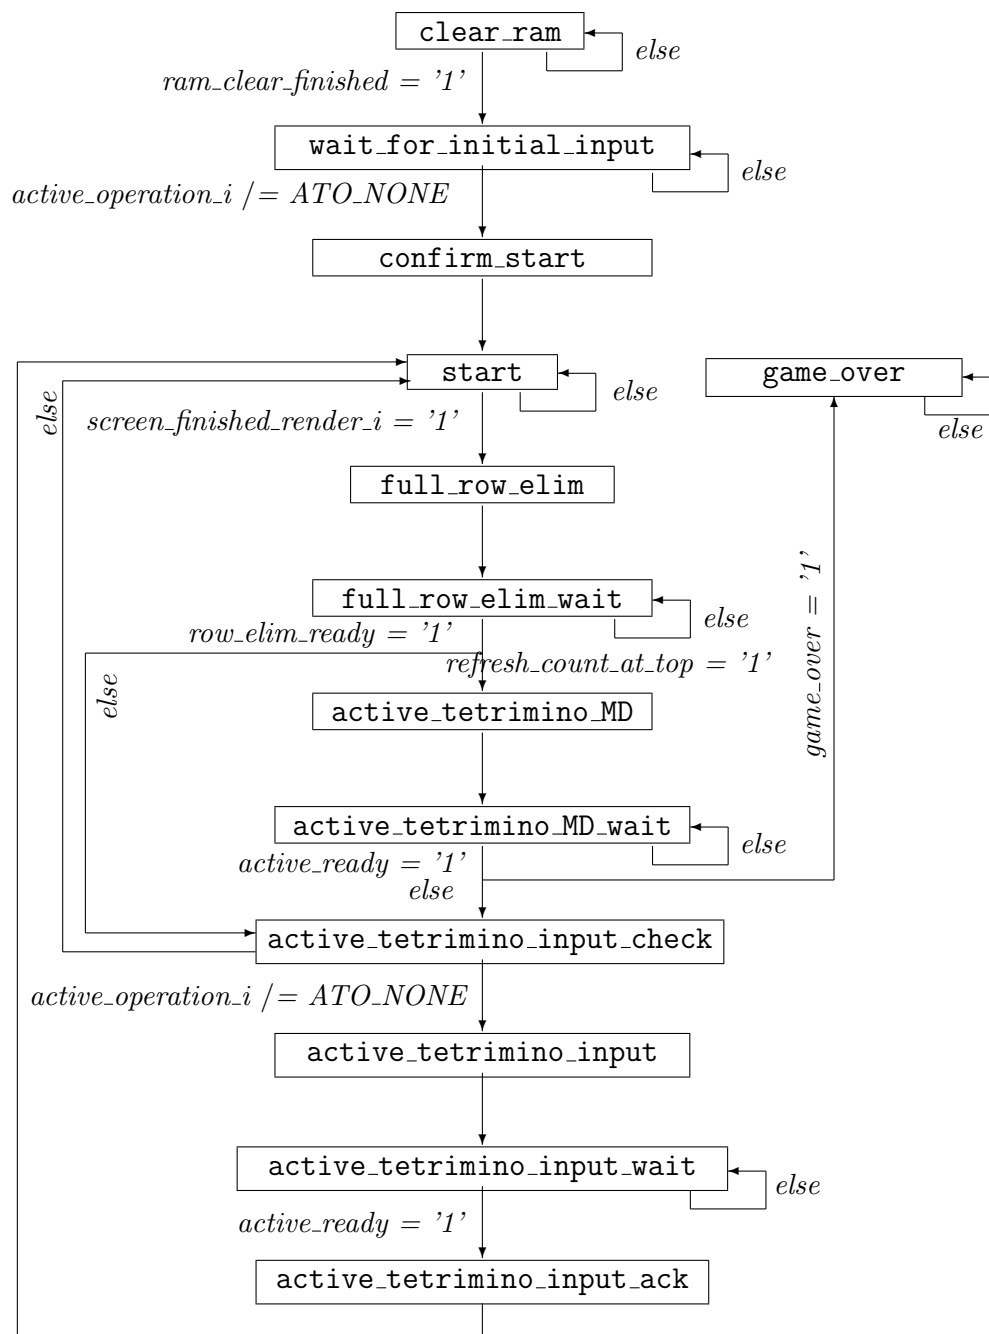 clear_ram
else
ram_clear_finished = '1'
wait_for_initial_input
else
active_operation_i /= ATO_NONE
confirm_start
start
game_over
else
else
else
screen_finished_render_i = '1'
else
full_row_elim
game_over = '1'
full_row_elim_wait
else
row_elim_ready = '1'
refresh_count_at_top = '1'
else
active_tetrimino_MD
active_tetrimino_MD_wait
else
active_ready = '1'
else
active_tetrimino_input_check
active_operation_i /= ATO_NONE
active_tetrimino_input
active_tetrimino_input_wait
else
active_ready = '1'
active_tetrimino_input_ack